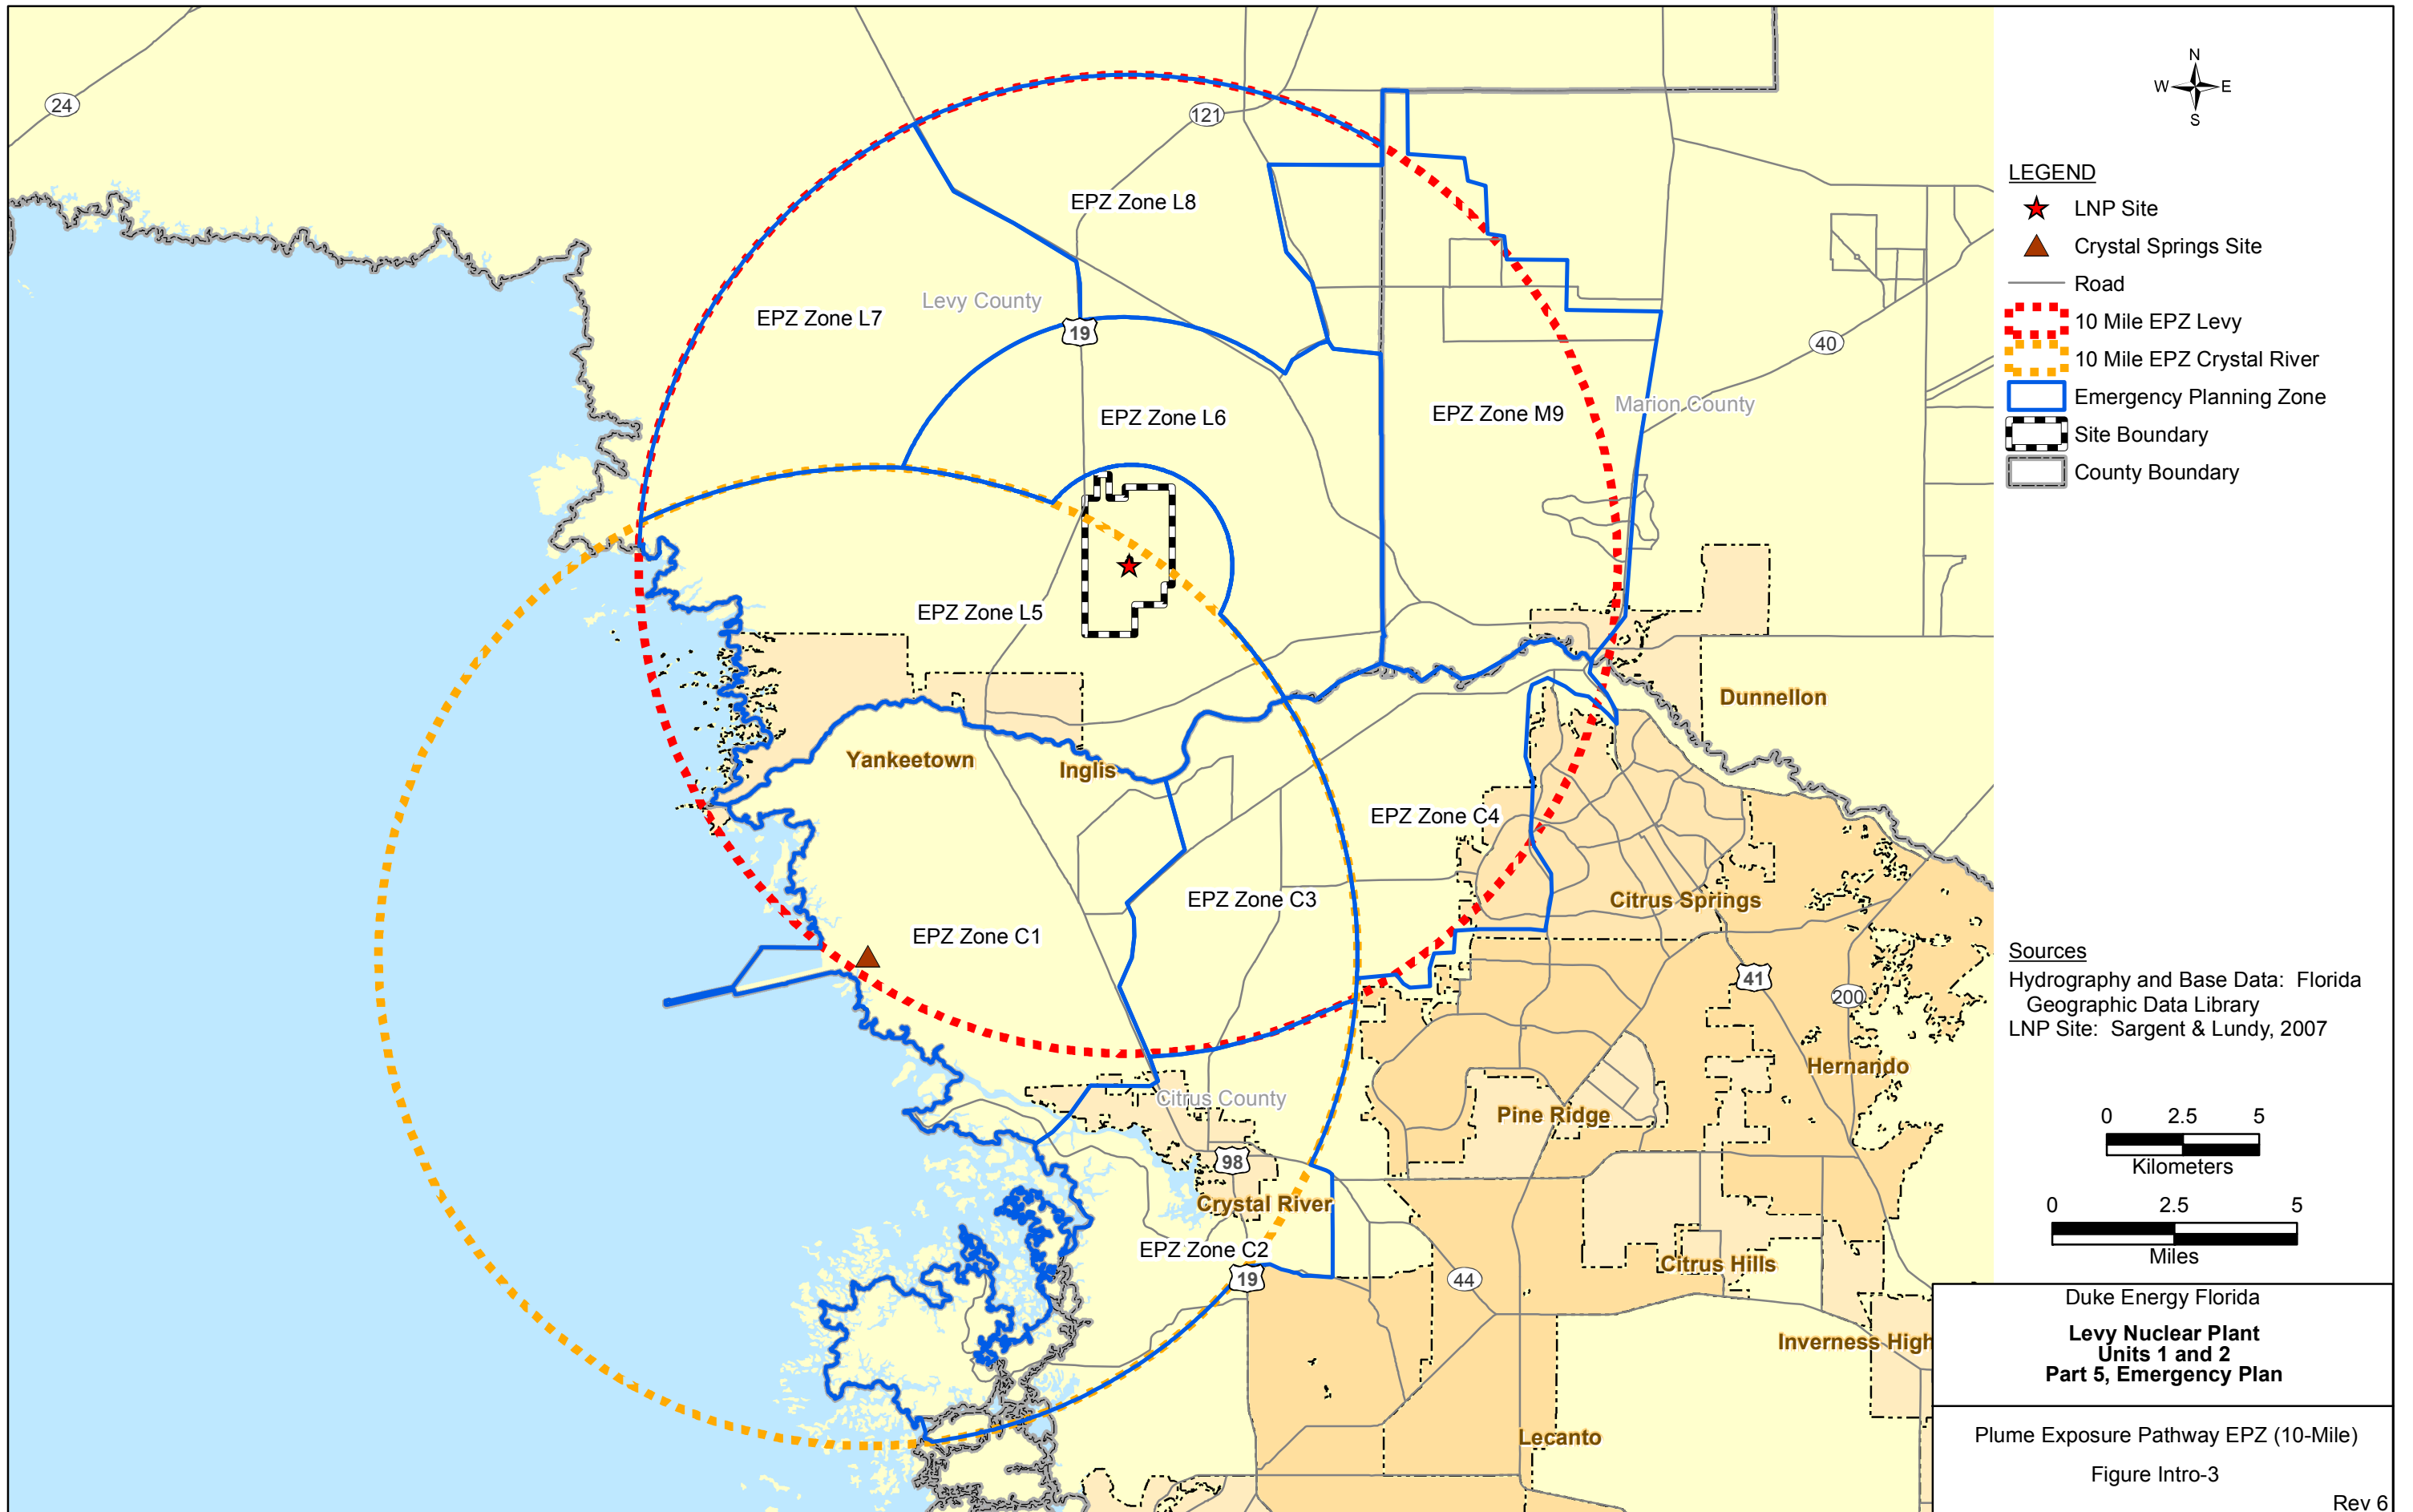 N
W
E
S
24
121
LEGEND
LNP Site
Crystal Springs Site
Road
10 Mile EPZ Levy
10 Mile EPZ Crystal River
Emergency Planning Zone
Site Boundary
County Boundary
EPZ Zone L8
Levy County
EPZ Zone L7
19
40
EPZ Zone L6
EPZ Zone M9
Marion County
EPZ Zone L5
Dunnellon
Yankeetown
Inglis
EPZ Zone C4
EPZ Zone C3
Citrus Springs
EPZ Zone C1
41
200
Hernando
Citrus County
Pine Ridge
98
Crystal River
EPZ Zone C2
19
44
Citrus Hills
Inverness High
Lecanto
Sources
Hydrography and Base Data: Florida
Geographic Data Library
LNP Site: Sargent & Lundy, 2007
0 2.5 5
Kilometers
0 2.5 5
Miles
Duke Energy Florida
Levy Nuclear Plant
Units 1 and 2
Part 5, Emergency Plan
Plume Exposure Pathway EPZ (10-Mile)
Figure Intro-3
Rev 6